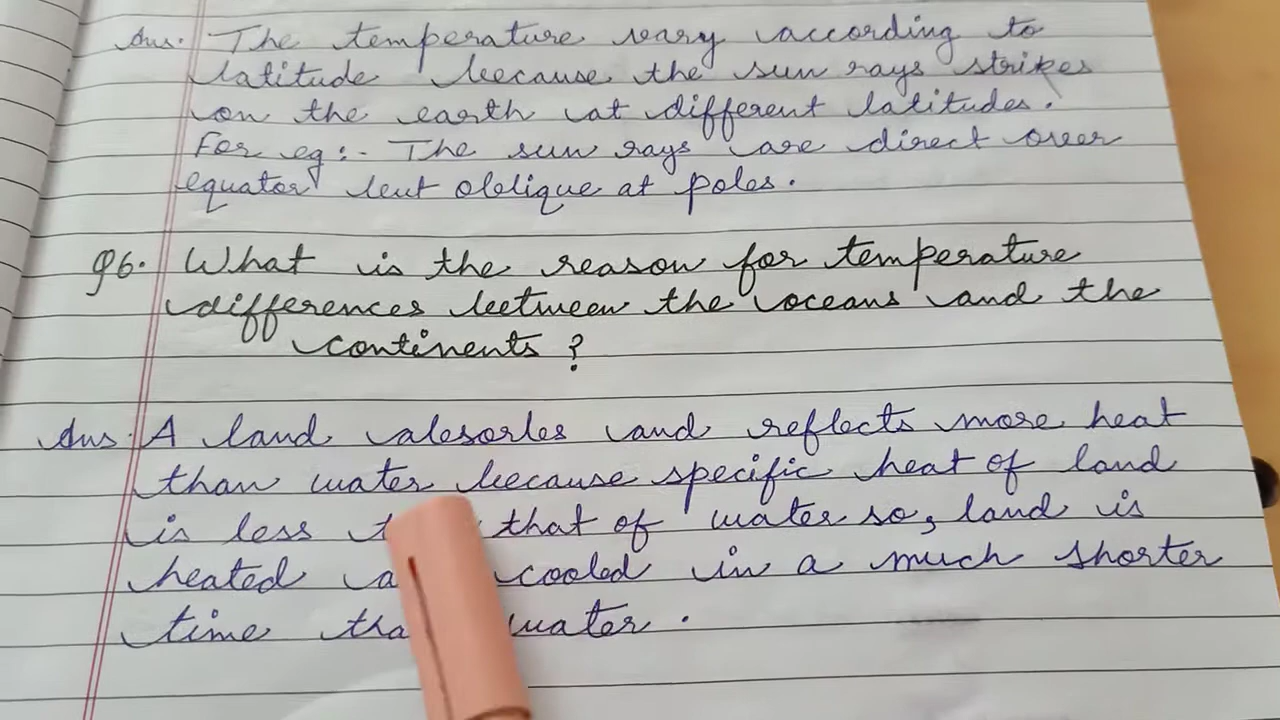 Ans. The temperature vary according to
latitude because the sun rays strikes
on the earth at different latitudes.
For eg:- The sun rays are direct over
equator but oblique at poles.
Q6. What is the reason for temperature
differences between the oceans and the
continents ?
Ans. A land absorbs and reflects more heat
than water because specific heat of land
is less that of water so, land is
heated cooled in a much shorter
time water.